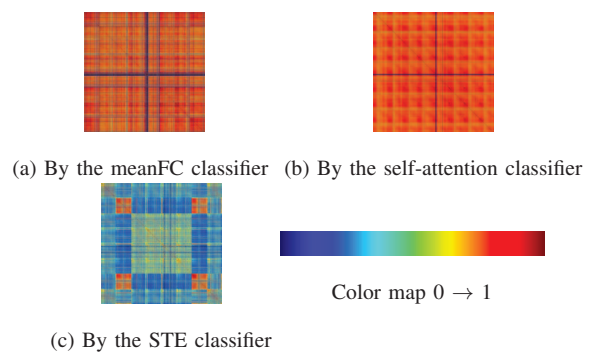 (a) By the meanFC classifier
(b) By the self-attention classifier
Color map 0 → 1
(c) By the STE classifier